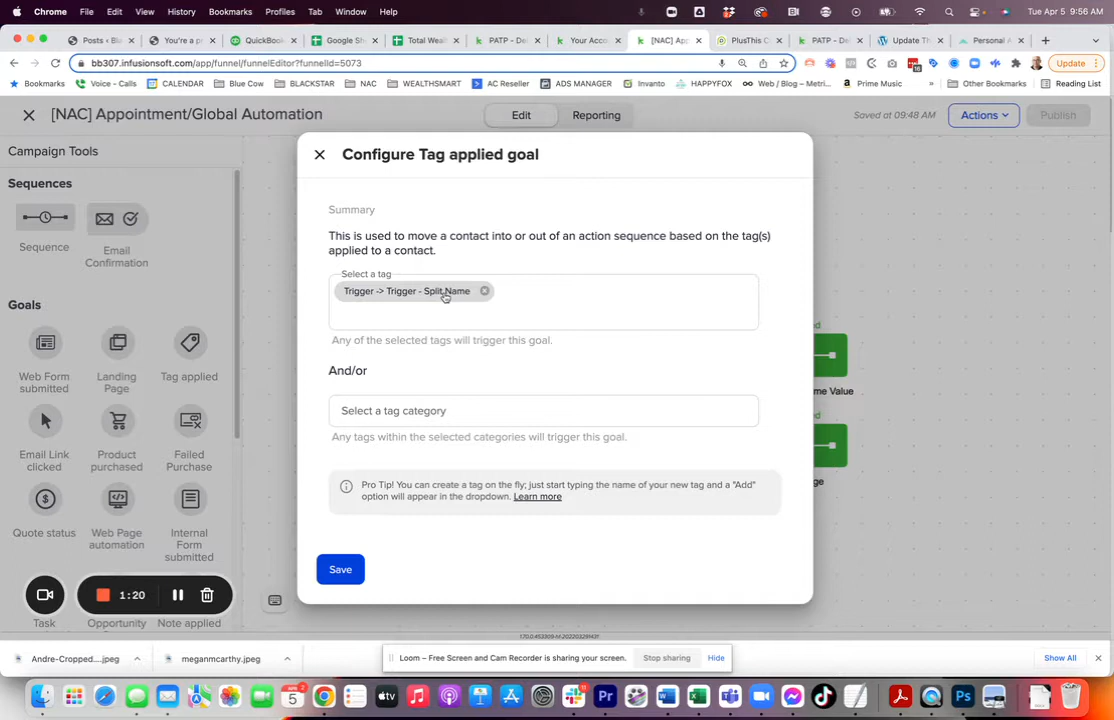 Chrome File Edit View History Bookmarks Profiles Tab Window Help Tue Apr 5 9:56 AM
Posts ‹ Bla You're a pr QuickBook Google She Total Wealt PATP - Del Your Acco [NAC] App PlusThis Co PATP - Del Update Th Personal A
bb307.infusionsoft.com/app/funnel/funnelEditor?funnelId=5073 16 Update
Bookmarks Voice - Calls CALENDAR Blue Cow BLACKSTAR NAC WEALTHSMART AC Reseller ADS MANAGER Invanto HAPPYFOX Web / Blog – Metri... Prime Music Other Bookmarks Reading List
[NAC] Appointment/Global Automation Edit Reporting Saved at 09:48 AM Actions Publish
Campaign Tools
Sequences
Sequence
Email
Confirmation
Goals
Web Form
submitted
Landing
Page
Tag applied
Email Link
clicked
Product
purchased
Failed
Purchase
Quote status
Web Page
automation
Internal
Form
submitted
1:20
Task
Opportunity
Note applied
Configure Tag applied goal
Summary
This is used to move a contact into or out of an action sequence based on the tag(s)
applied to a contact.
Select a tag
Trigger -> Trigger - Split Name
Any of the selected tags will trigger this goal.
And/or
Select a tag category
Any tags within the selected categories will trigger this goal.
Pro Tip! You can create a tag on the fly; just start typing the name of your new tag and a "Add"
option will appear in the dropdown. Learn more
Save
me Value
Andre-Cropped....jpeg meganmcarthy.jpeg Loom – Free Screen and Cam Recorder is sharing your screen. Stop sharing Hide Show All